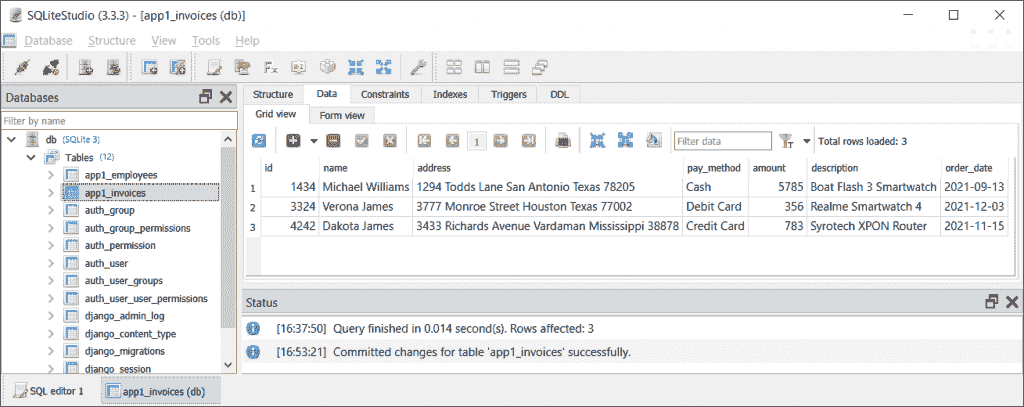 SQLiteStudio (3.3.3) - [app1_invoices (db)]
Database Structure View Tools Help
Databases
Filter by name
db (SQLite 3)
Tables (12)
app1_employees
app1_invoices
auth_group
auth_group_permissions
auth_permission
auth_user
auth_user_groups
auth_user_user_permissions
django_admin_log
django_content_type
django_migrations
django_session
Structure Data Constraints Indexes Triggers DDL
Grid view Form view
1 Filter data Total rows loaded: 3
id name address pay_method amount description order_date
1 1434 Michael Williams 1294 Todds Lane San Antonio Texas 78205 Cash 5785 Boat Flash 3 Smartwatch 2021-09-13
2 3324 Verona James 3777 Monroe Street Houston Texas 77002 Debit Card 356 Realme Smartwatch 4 2021-12-03
3 4242 Dakota James 3433 Richards Avenue Vardaman Mississippi 38878 Credit Card 783 Syrotech XPON Router 2021-11-15
Status
[16:37:50] Query finished in 0.014 second(s). Rows affected: 3
[16:53:21] Committed changes for table 'app1_invoices' successfully.
SQL editor 1 app1_invoices (db)